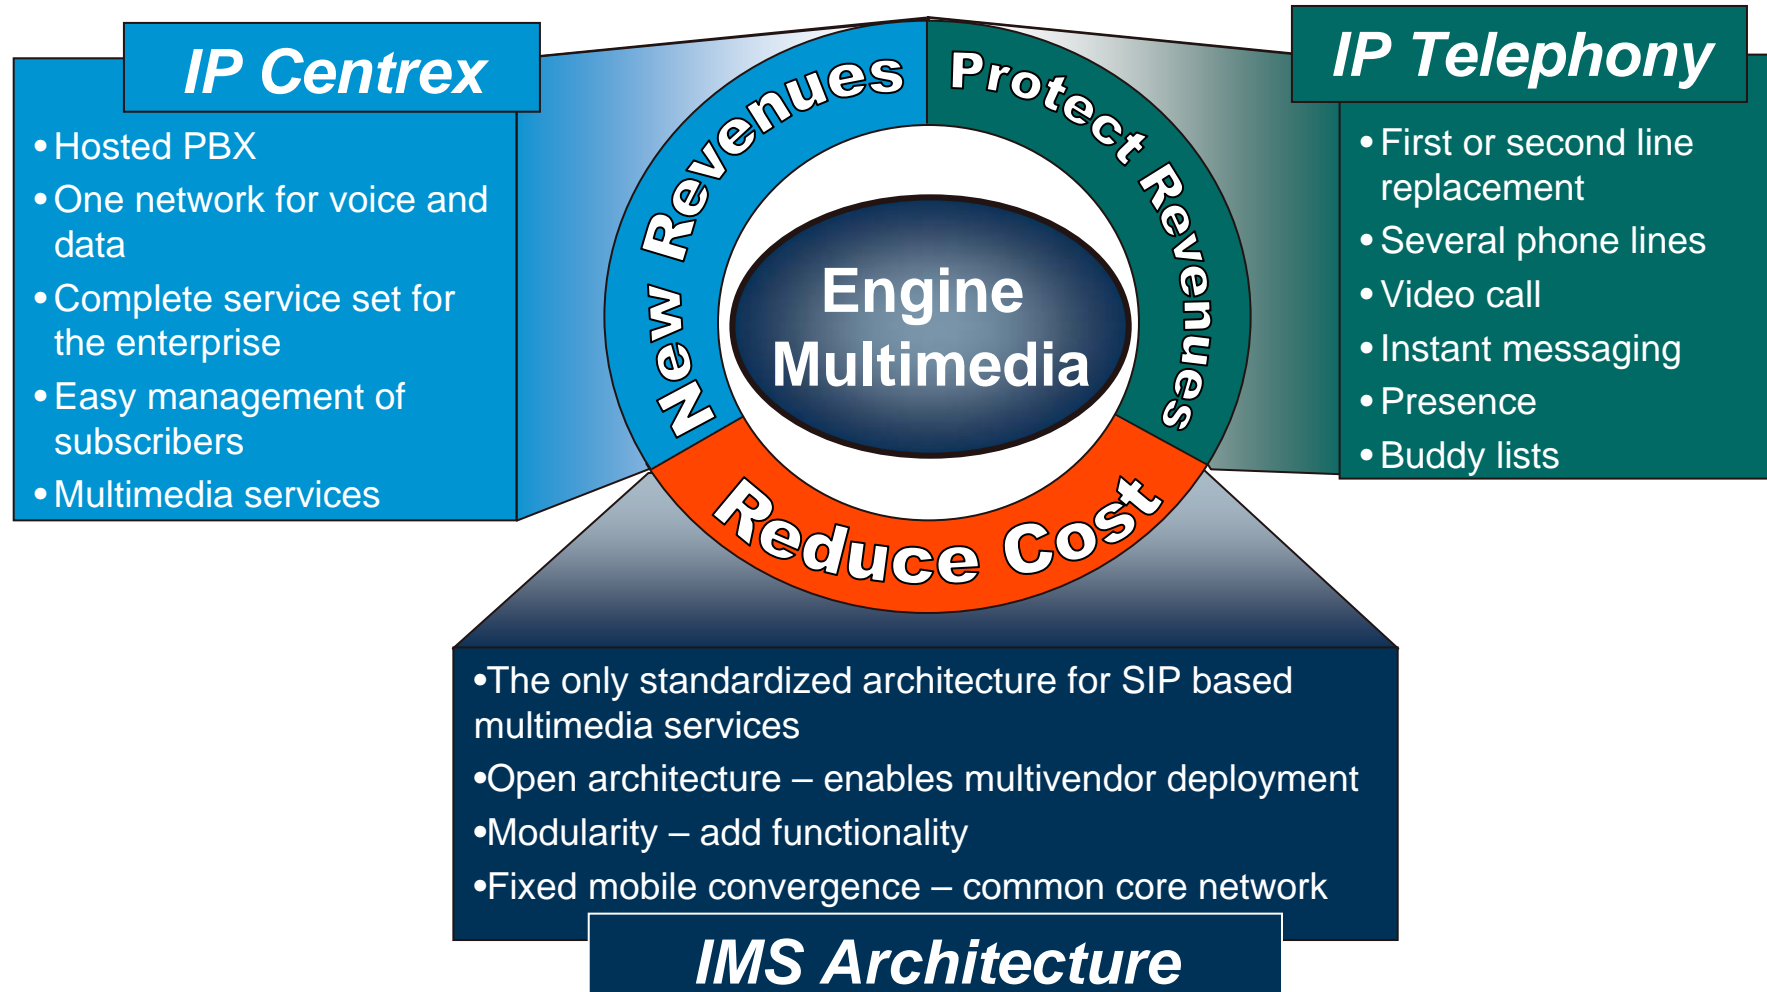 IP Centrex
• Hosted PBX
• One network for voice and
data
• Complete service set for
the enterprise
• Easy management of
subscribers
• Multimedia services
New Revenues
Protect Revenues
Reduce Cost
Engine
Multimedia
IP Telephony
• First or second line
replacement
• Several phone lines
• Video call
• Instant messaging
• Presence
• Buddy lists
•The only standardized architecture for SIP based
multimedia services
•Open architecture – enables multivendor deployment
•Modularity – add functionality
•Fixed mobile convergence – common core network
IMS Architecture